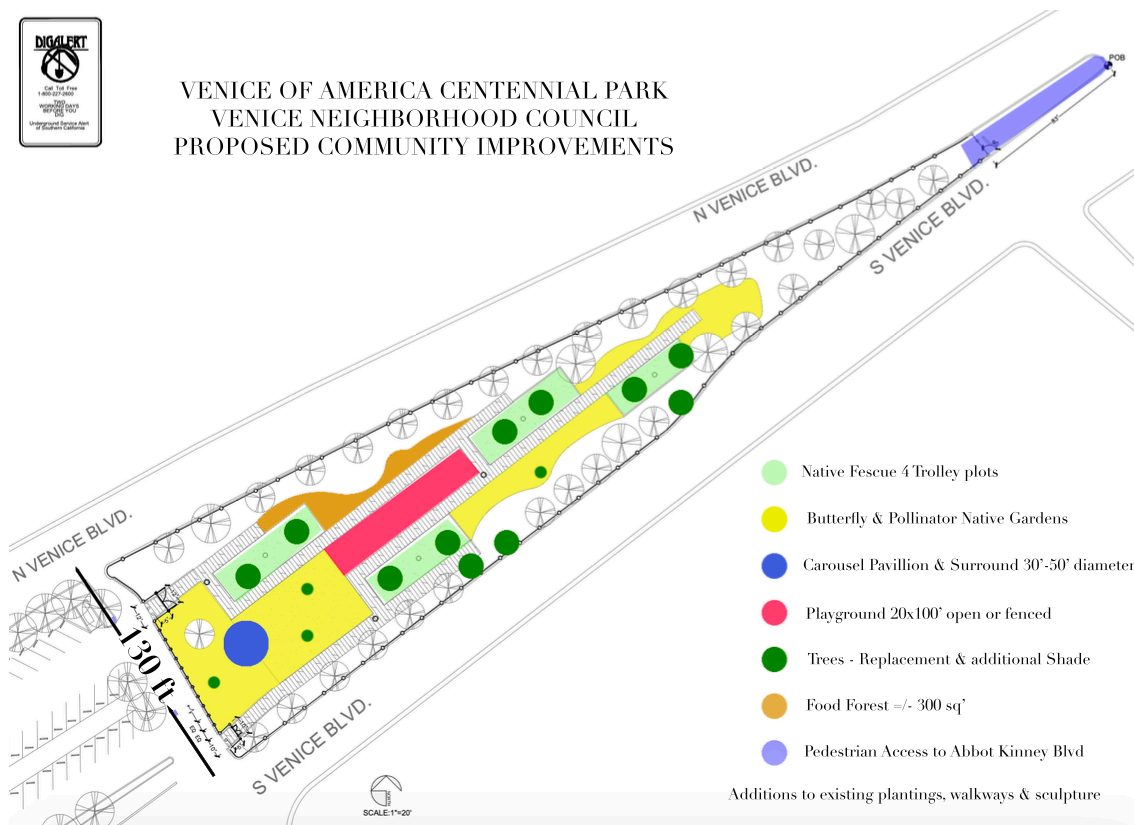 DIGALERT
Call Toll Free
1-800-227-2600
TWO
WORKING DAYS
BEFORE YOU
DIG
Underground Service Alert
of Southern California
VENICE OF AMERICA CENTENNIAL PARK
VENICE NEIGHBORHOOD COUNCIL
PROPOSED COMMUNITY IMPROVEMENTS
POB
N VENICE BLVD.
S VENICE BLVD.
N VENICE BLVD.
130 ft
S VENICE BLVD.
Native Fescue 4 Trolley plots
Butterfly & Pollinator Native Gardens
Carousel Pavillion & Surround 30'-50' diameter
Playground 20x100' open or fenced
Trees - Replacement & additional Shade
Food Forest =/- 300 sq'
Pedestrian Access to Abbot Kinney Blvd
Additions to existing plantings, walkways & sculpture
SCALE:1"=20'